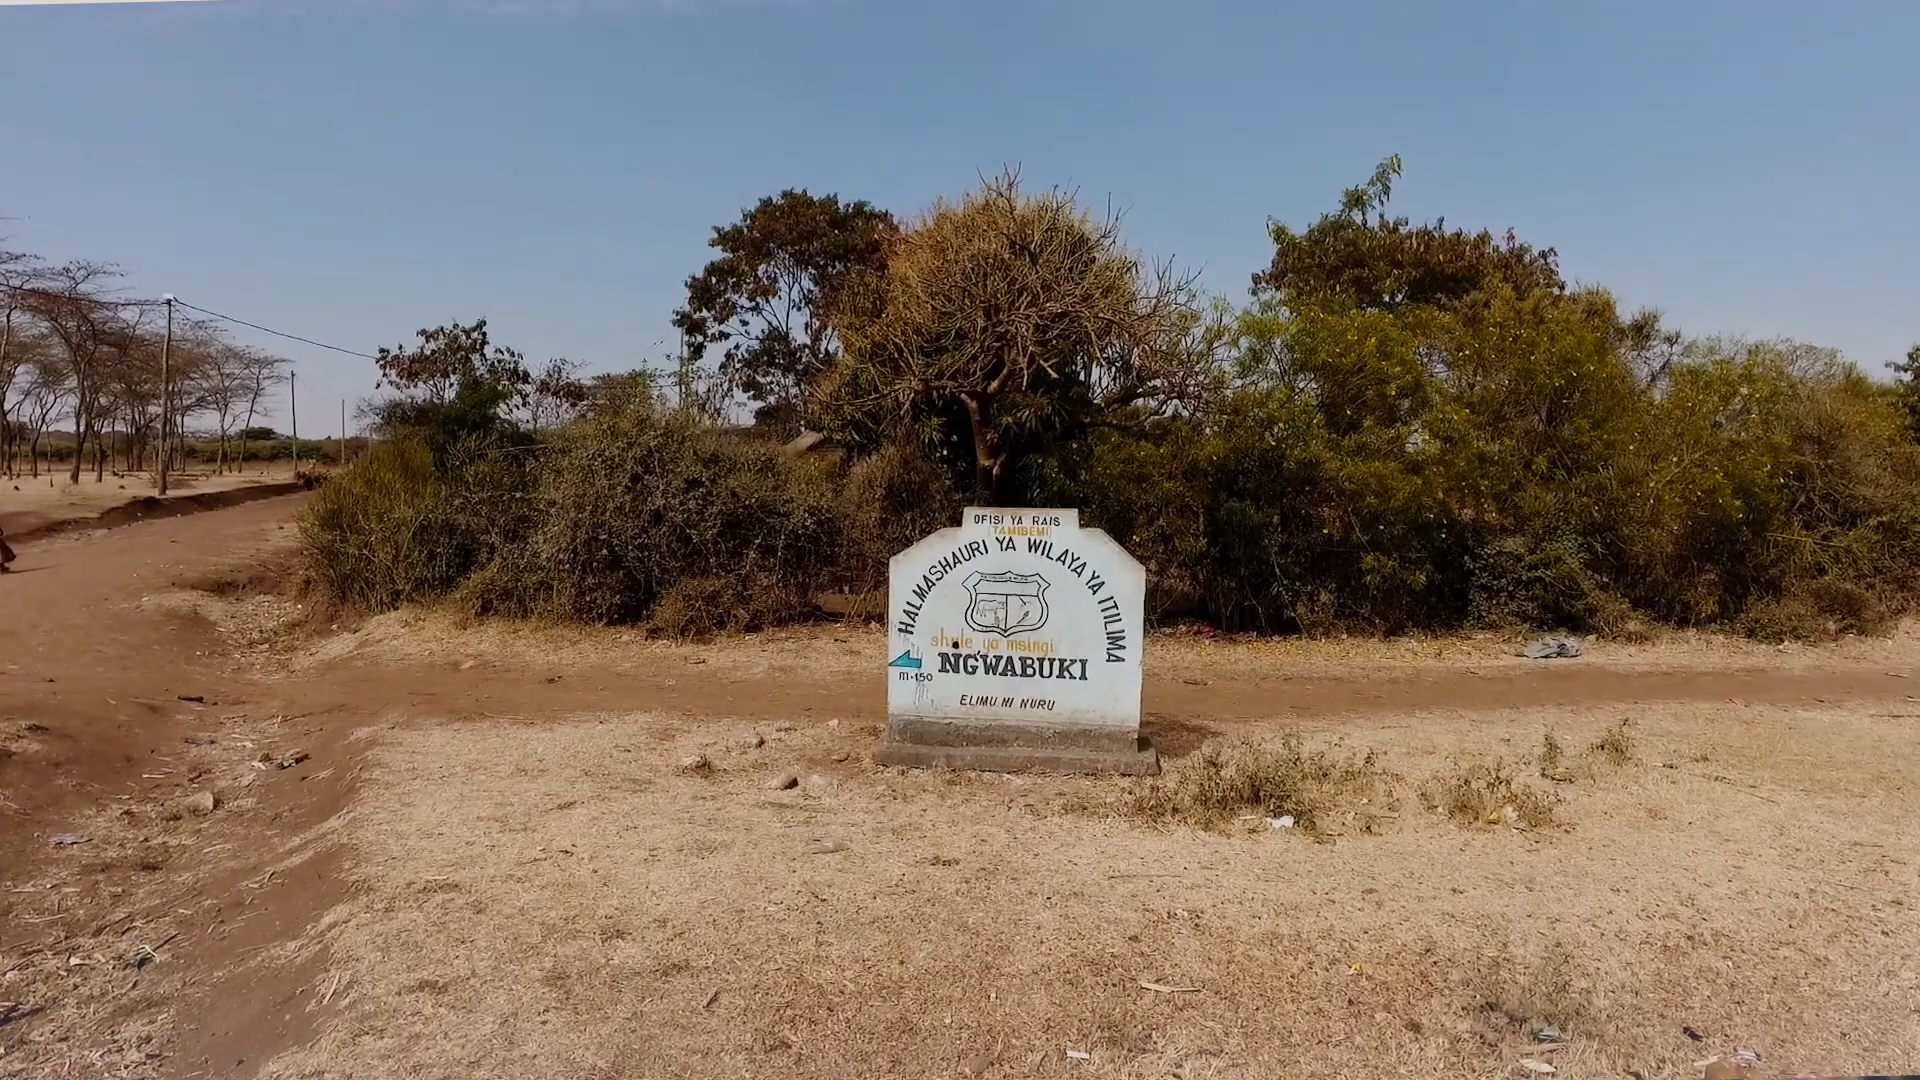 OFISI YA RAIS
(TAMISEMI)
HALMASHAURI YA WILAYA YA ITILIMA
shule ya msingi
NG'WABUKI
m-150
ELIMU NI NURU